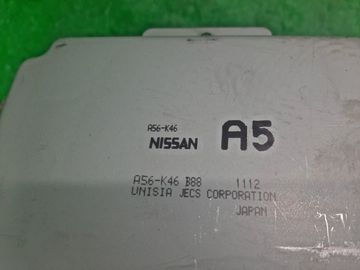 A56-K46
NISSAN A5
A56-K46 B88 1112
UNISIA JECS CORPORATION
JAPAN